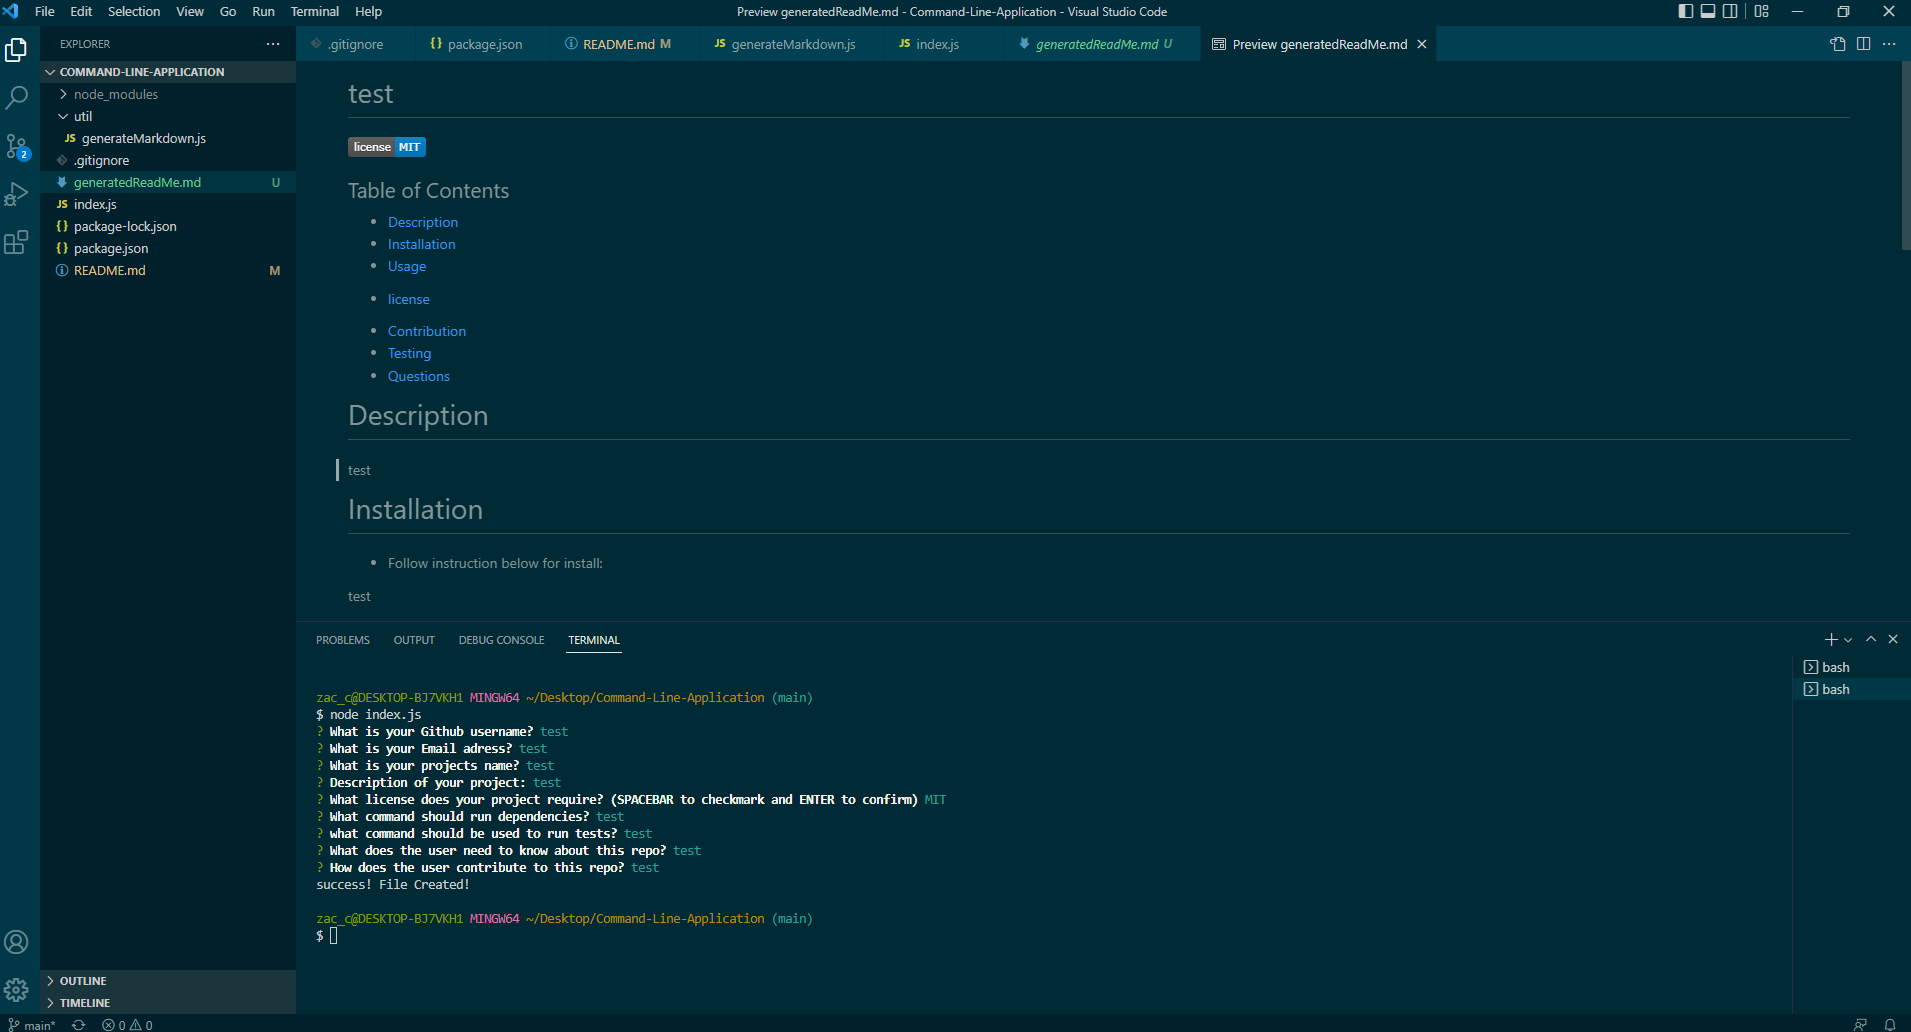 File Edit Selection View Go Run Terminal Help
Preview generatedReadMe.md - Command-Line-Application - Visual Studio Code
EXPLORER
COMMAND-LINE-APPLICATION
node_modules
util
JS generateMarkdown.js
.gitignore
generatedReadMe.md U
JS index.js
{} package-lock.json
{} package.json
README.md M
2
OUTLINE
TIMELINE
.gitignore {} package.json README.md M JS generateMarkdown.js JS index.js generatedReadMe.md U Preview generatedReadMe.md
test
license MIT
Table of Contents
Description
Installation
Usage
license
Contribution
Testing
Questions
Description
test
Installation
Follow instruction below for install:
test
PROBLEMS OUTPUT DEBUG CONSOLE TERMINAL
bash
bash
zac_c@DESKTOP-BJ7VKH1 MINGW64 ~/Desktop/Command-Line-Application (main)
$ node index.js
? What is your Github username? test
? What is your Email adress? test
? What is your projects name? test
? Description of your project: test
? What license does your project require? (SPACEBAR to checkmark and ENTER to confirm) MIT
? What command should run dependencies? test
? what command should be used to run tests? test
? What does the user need to know about this repo? test
? How does the user contribute to this repo? test
success! File Created!
zac_c@DESKTOP-BJ7VKH1 MINGW64 ~/Desktop/Command-Line-Application (main)
$
main* 0 0